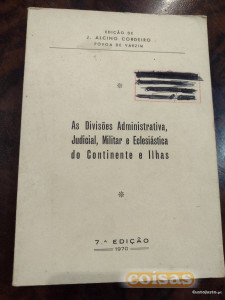 EDIÇÃO DE
J. ALCINO CORDEIRO
PÓVOA DE VARZIM
As Divisões Administrativa,
Judicial, Militar e Eclesiástica
do Continente e Ilhas
7.ª EDIÇÃO
1970
coisas